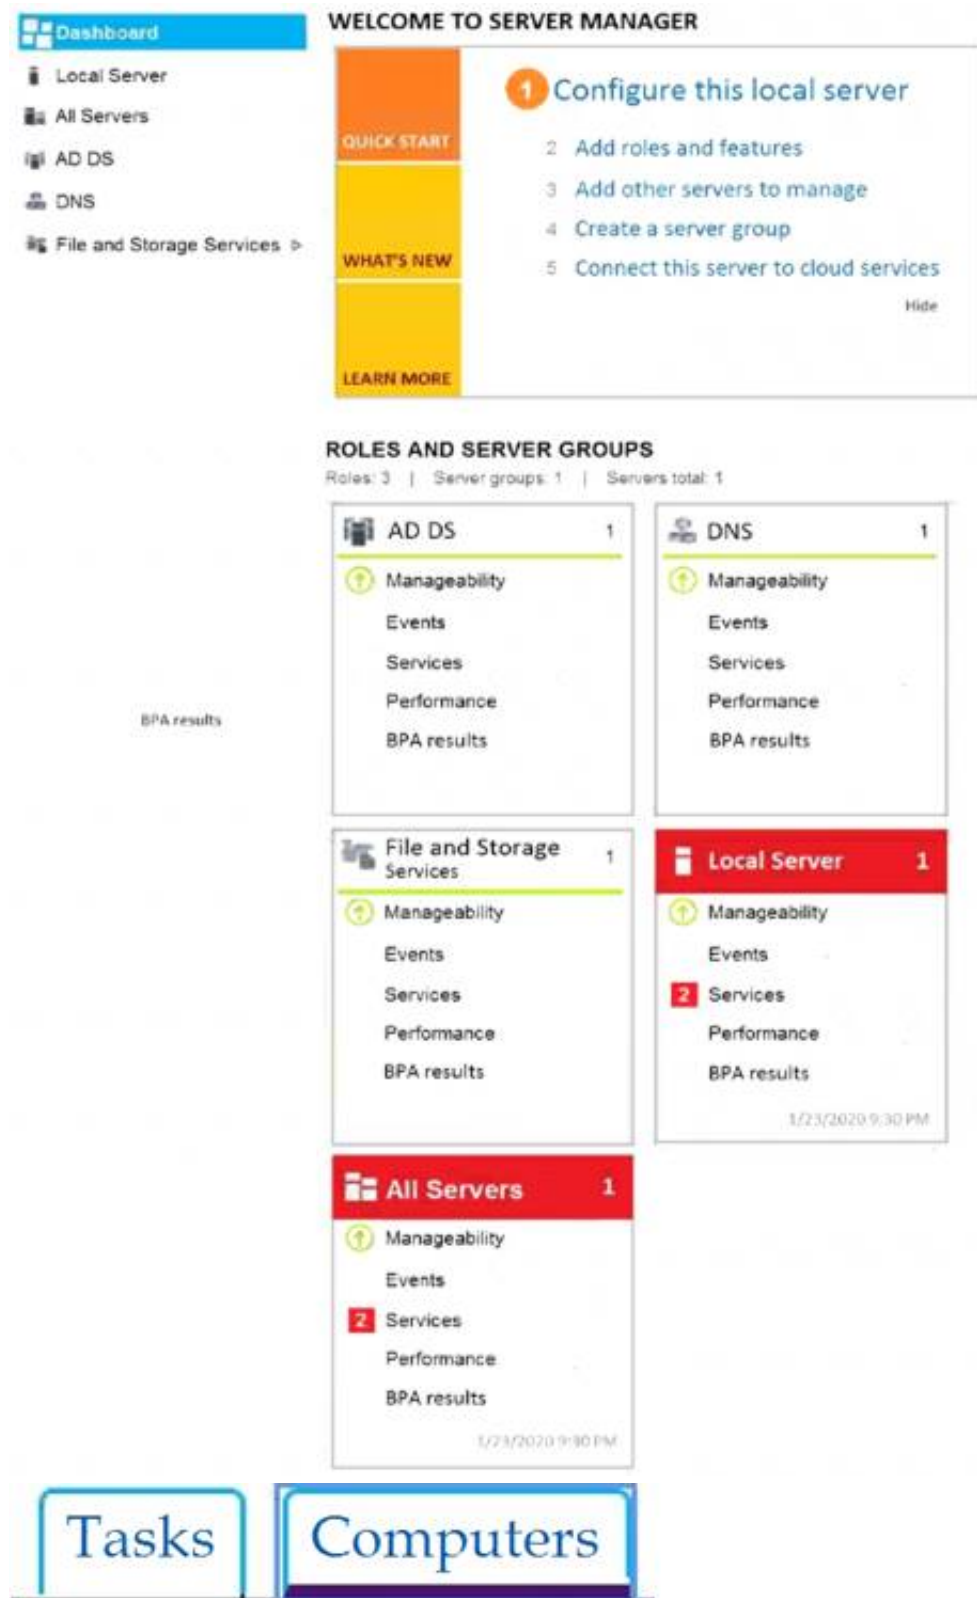 Dashboard
Local Server
All Servers
AD DS
DNS
File and Storage Services
WELCOME TO SERVER MANAGER
QUICK START
WHAT'S NEW
LEARN MORE
1 Configure this local server
2 Add roles and features
3 Add other servers to manage
4 Create a server group
5 Connect this server to cloud services
Hide
ROLES AND SERVER GROUPS
Roles: 3 | Server groups: 1 | Servers total: 1
AD DS 1
Manageability
Events
Services
Performance
BPA results
DNS 1
Manageability
Events
Services
Performance
BPA results
BPA results
File and Storage 1
Services
Manageability
Events
Services
Performance
BPA results
Local Server 1
Manageability
Events
2 Services
Performance
BPA results
1/23/2020 9:30 PM
All Servers 1
Manageability
Events
2 Services
Performance
BPA results
1/23/2020 9:30 PM
Tasks
Computers